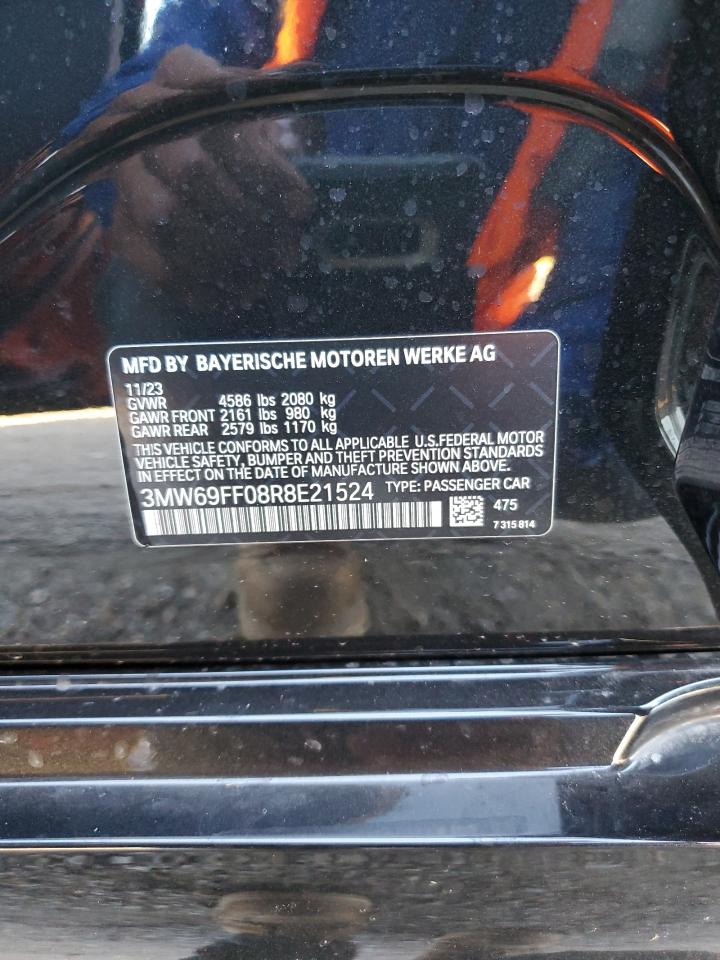 MFD BY BAYERISCHE MOTOREN WERKE AG
11/23
GVWR 4586 lbs 2080 kg
GAWR FRONT 2161 lbs 980 kg
GAWR REAR 2579 lbs 1170 kg
THIS VEHICLE CONFORMS TO ALL APPLICABLE U.S.FEDERAL MOTOR
VEHICLE SAFETY, BUMPER AND THEFT PREVENTION STANDARDS
IN EFFECT ON THE DATE OF MANUFACTURE SHOWN ABOVE.
3MW69FF08R8E21524 TYPE: PASSENGER CAR
475
7 315 814